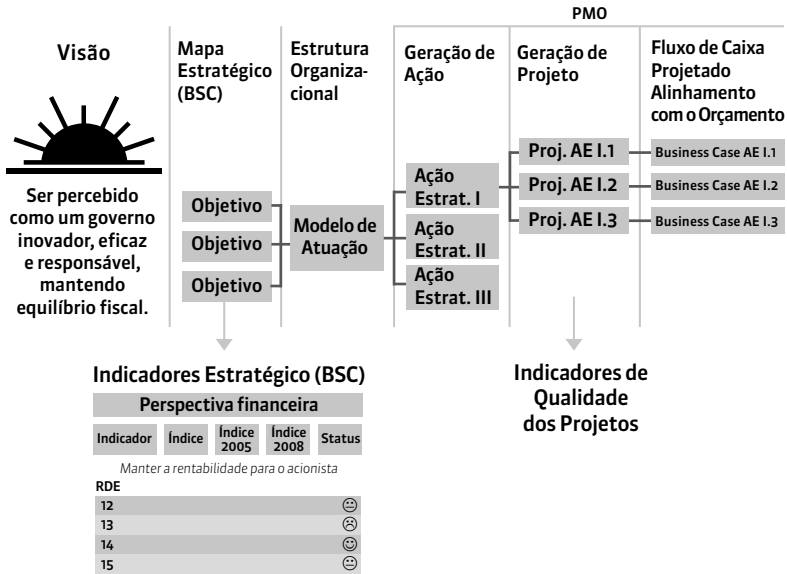 PMO
Visão
Ser percebido
como um governo
inovador, eficaz
e responsável,
mantendo
equilíbrio fiscal.
Mapa
Estratégico
(BSC)
Objetivo
Objetivo
Objetivo
Estrutura
Organiza-
cional
Modelo de
Atuação
Geração de
Ação
Ação
Estrat. I
Ação
Estrat. II
Ação
Estrat. III
Geração de
Projeto
Proj. AE I.1
Proj. AE I.2
Proj. AE I.3
Fluxo de Caixa
Projetado
Alinhamento
com o Orçamento
Business Case AE I.1
Business Case AE I.2
Business Case AE I.3
Indicadores Estratégico (BSC)
Perspectiva financeira
Indicador Índice Índice 2005 Índice 2008 Status
Manter a rentabilidade para o acionista
RDE
12
13
14
15
Indicadores de
Qualidade
dos Projetos